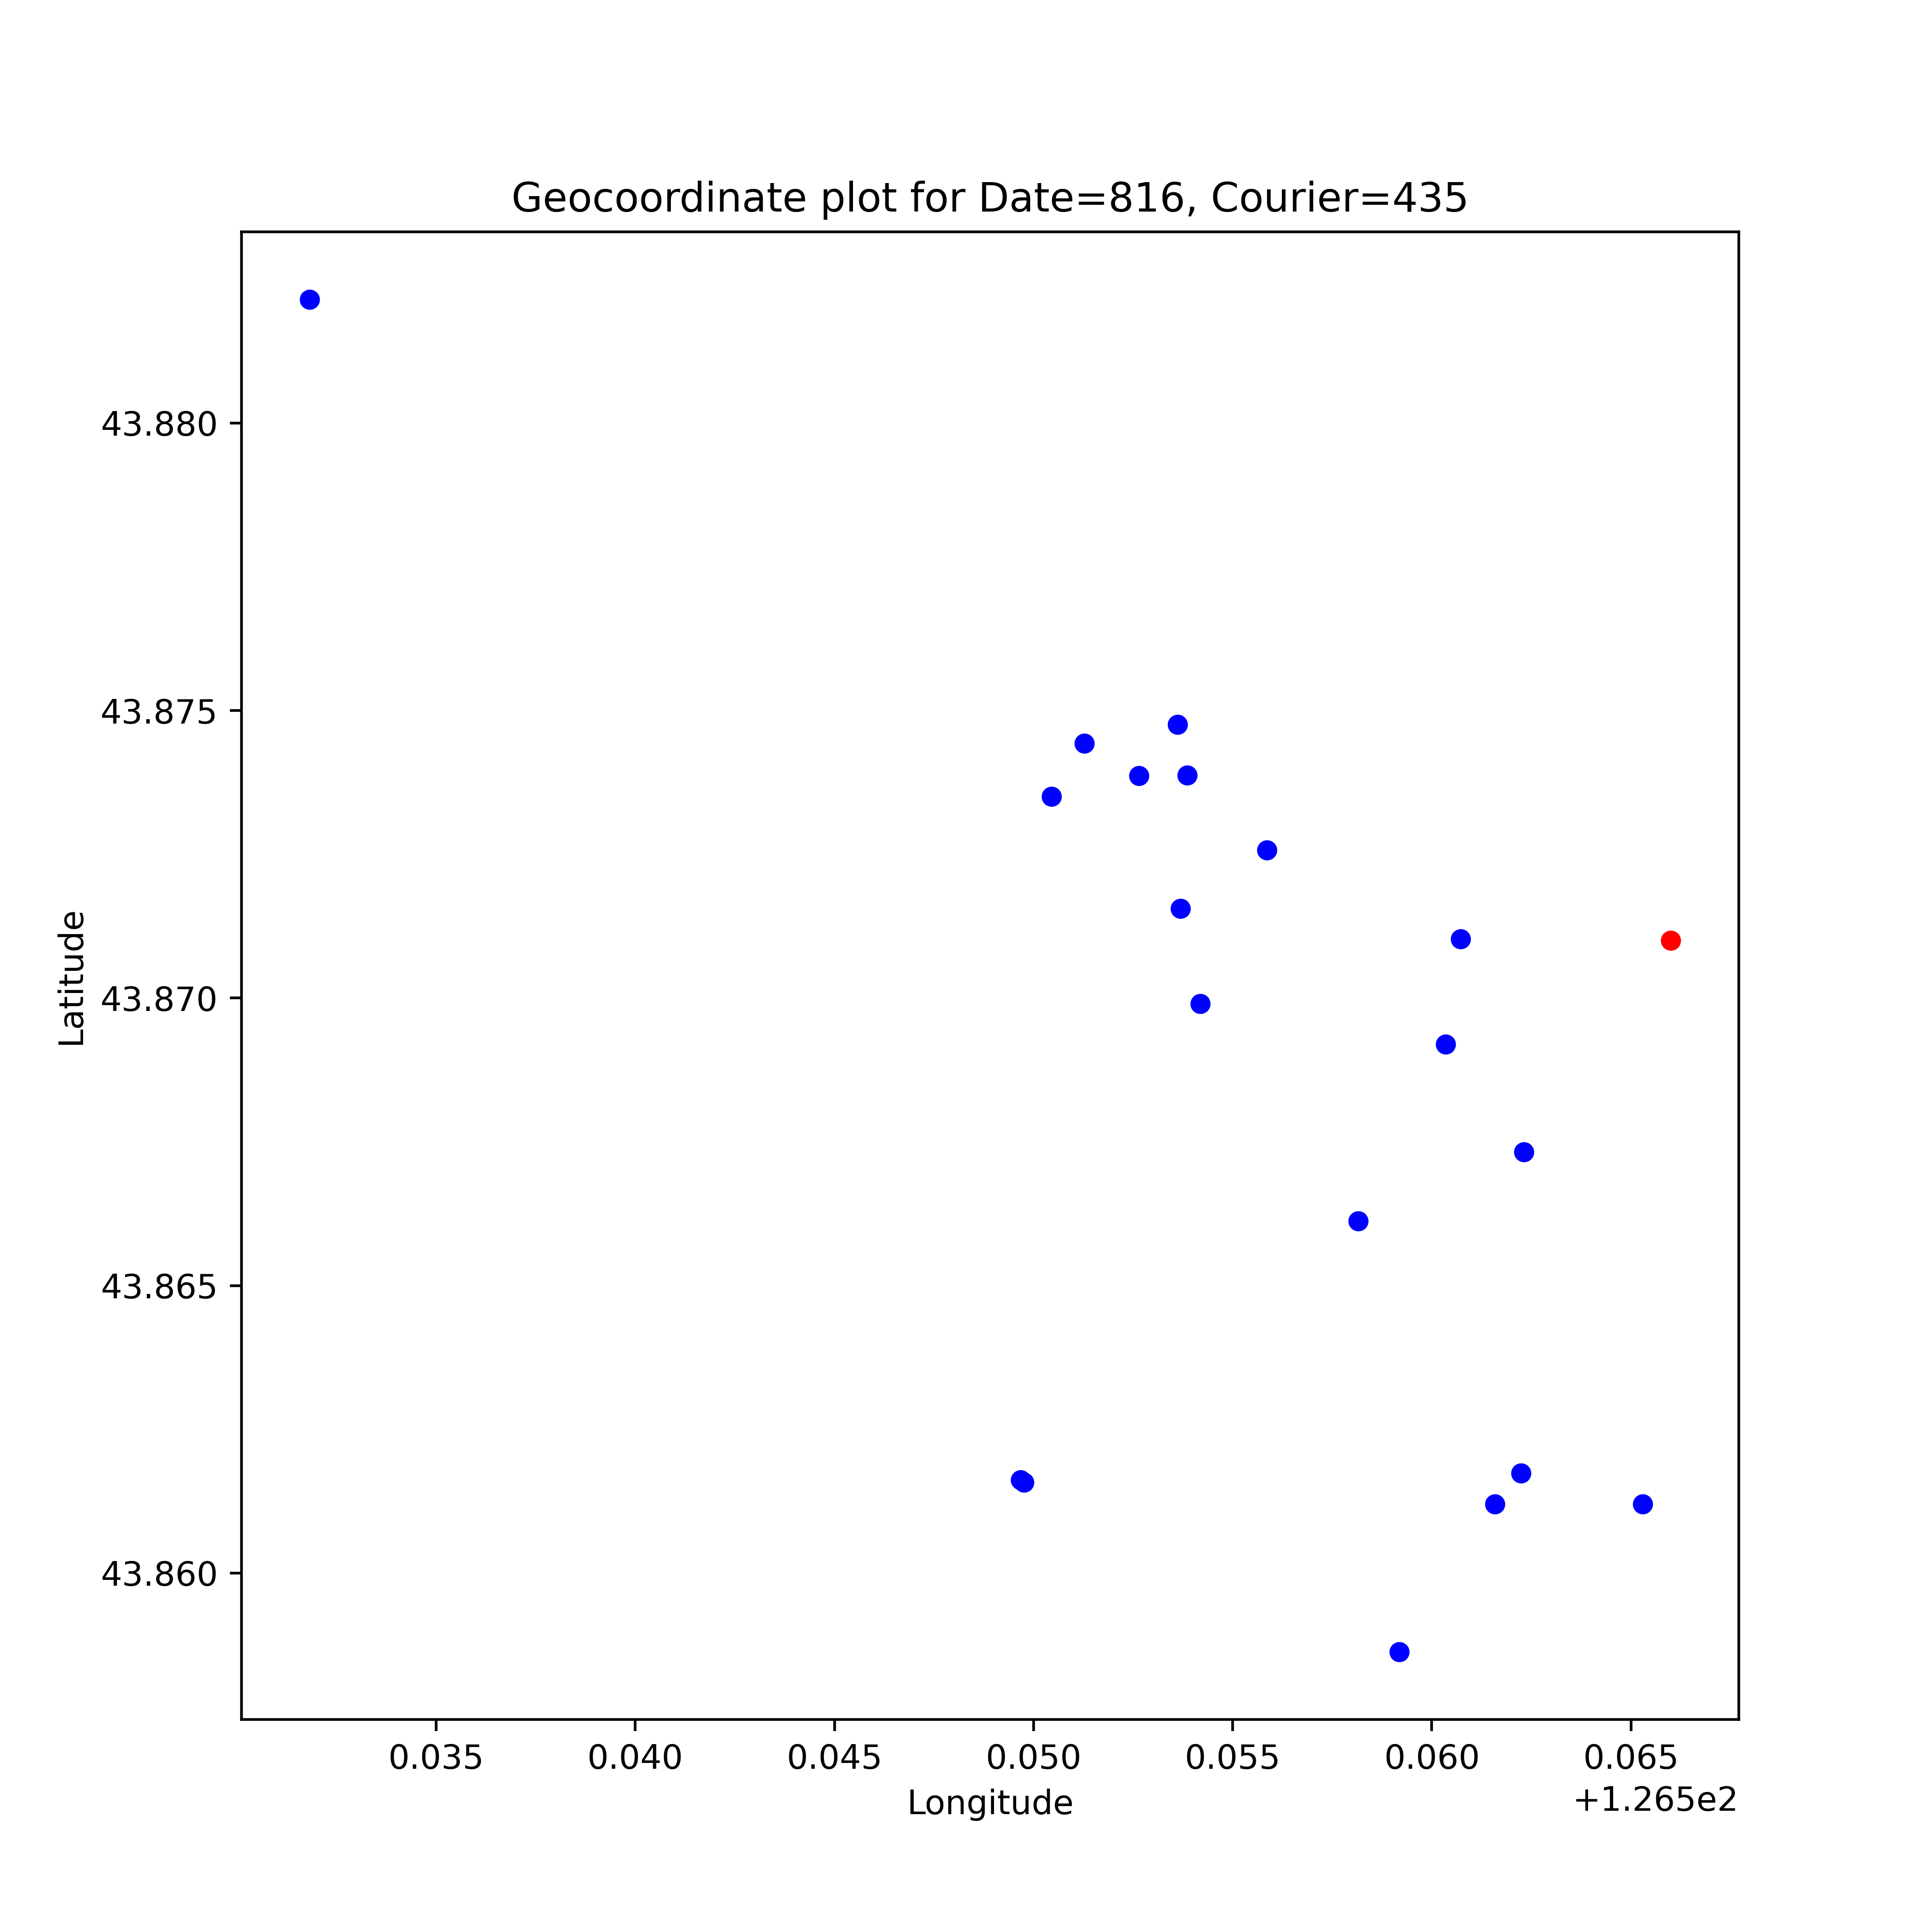 Geocoordinate plot for Date=816, Courier=435
43.880
43.875
43.870
43.865
43.860
Latitude
0.035 0.040 0.045 0.050 0.055 0.060 0.065
+1.265e2
Longitude